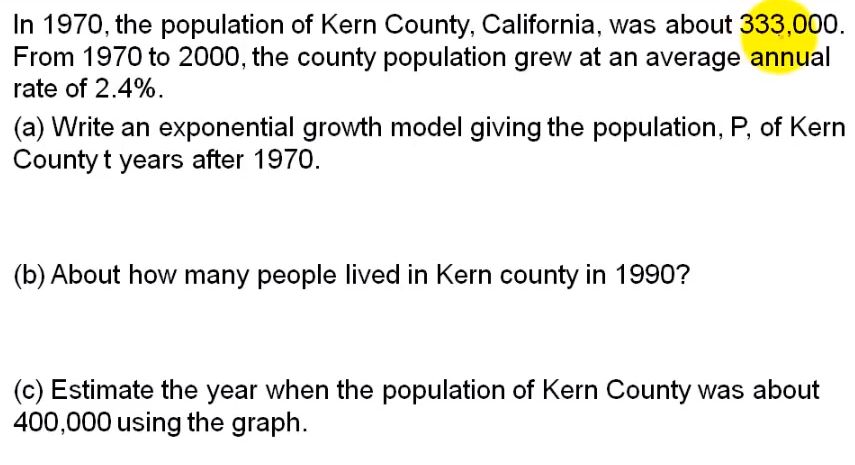 In 1970, the population of Kern County, California, was about 333,000.
From 1970 to 2000, the county population grew at an average annual
rate of 2.4%.
(a) Write an exponential growth model giving the population, P, of Kern
County t years after 1970.
(b) About how many people lived in Kern county in 1990?
(c) Estimate the year when the population of Kern County was about
400,000 using the graph.